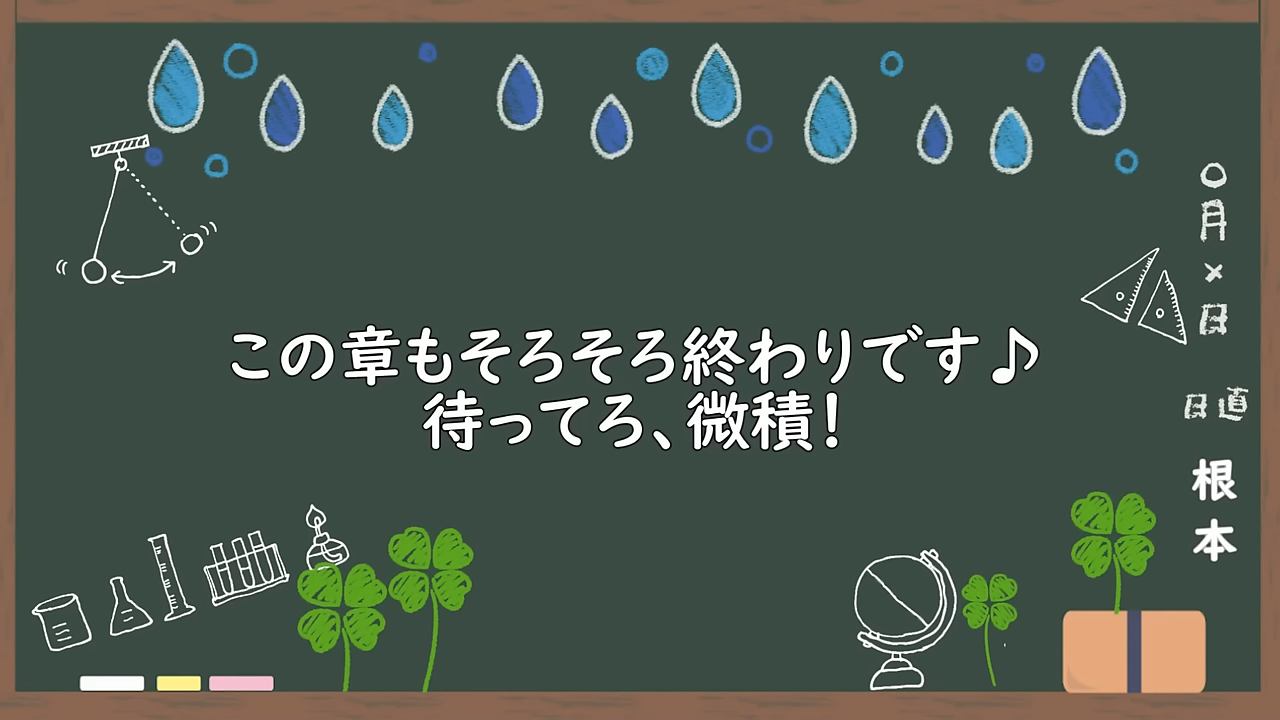 この章もそろそろ終わりです♪
待ってろ、微積！
〇月×日
日直
根本